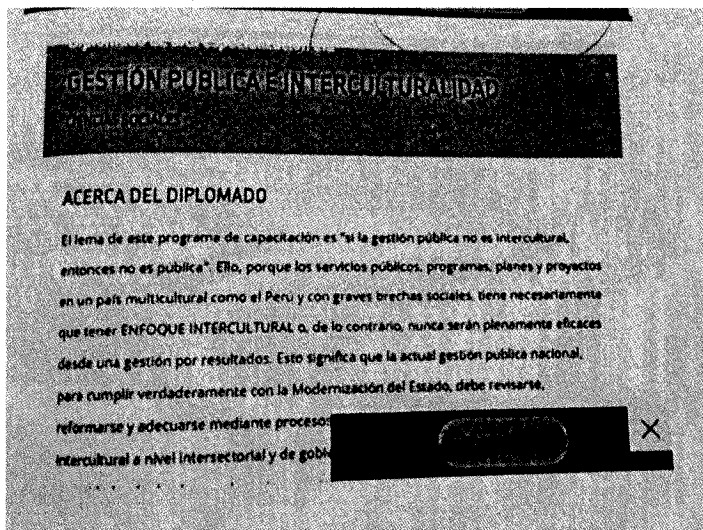 GESTIÓN PÚBLICA E INTERCULTURALIDAD
CIENCIAS SOCIALES
ACERCA DEL DIPLOMADO
El lema de este programa de capacitación es "si la gestión pública no es intercultural,
entonces no es publica". Ello, porque los servicios públicos, programas, planes y proyectos
en un país multicultural como el Perú y con graves brechas sociales, tiene necesariamente
que tener ENFOQUE INTERCULTURAL o, de lo contrario, nunca serán plenamente eficaces
desde una gestión por resultados. Esto significa que la actual gestión publica nacional,
para cumplir verdaderamente con la Modernización del Estado, debe revisarse,
reformarse y adecuarse mediante procesos
intercultural a nivel intersectorial y de